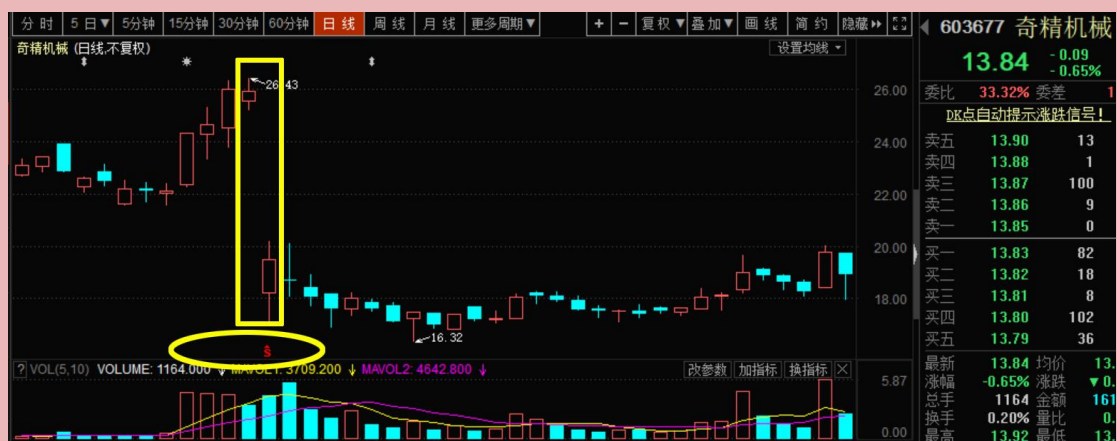 分时 5日▼ 5分钟 15分钟 30分钟 60分钟 日线 周线 月线 更多周期▼ + - 复权▼ 叠加▼ 画线 简约 隐藏
奇精机械 (日线,不复权)
设置均线
26.43
26.00
24.00
22.00
20.00
18.00
16.32
S
? VOL(5,10) VOLUME: 1164.000 ↓ MAVOL1: 3709.200 ↓ MAVOL2: 4642.800 ↓
改参数 加指标 换指标 ×
5.87
0.00
603677 奇精机械
13.84 -0.09
-0.65%
委比 33.32% 委差 1
DK点自动提示涨跌信号!
卖五 13.90 13
卖四 13.88 1
卖三 13.87 100
卖二 13.86 9
卖一 13.85 0
买一 13.83 82
买二 13.82 18
买三 13.81 8
买四 13.80 102
买五 13.79 36
最新 13.84 均价 13.
涨幅 -0.65% 涨跌 ▼0.
总手 1164 金额 161
换手 0.20% 量比 0.
最高 13.92 最低 13.